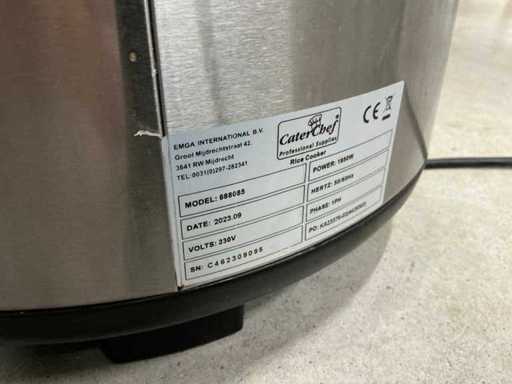 EMGA INTERNATIONAL B.V.
Groot Mijdrechtstraat 42,
3641 RW Mijdrecht
TEL:0031(0)297-282341
CaterChef
Professional Supplies
Rice Cooker
CE
MODEL: 688085
POWER: 1950W
DATE: 2023.09
HERTZ: 50/60Hz
VOLTS: 230V
PHASE: 1PH
SN: C462309095
PO: